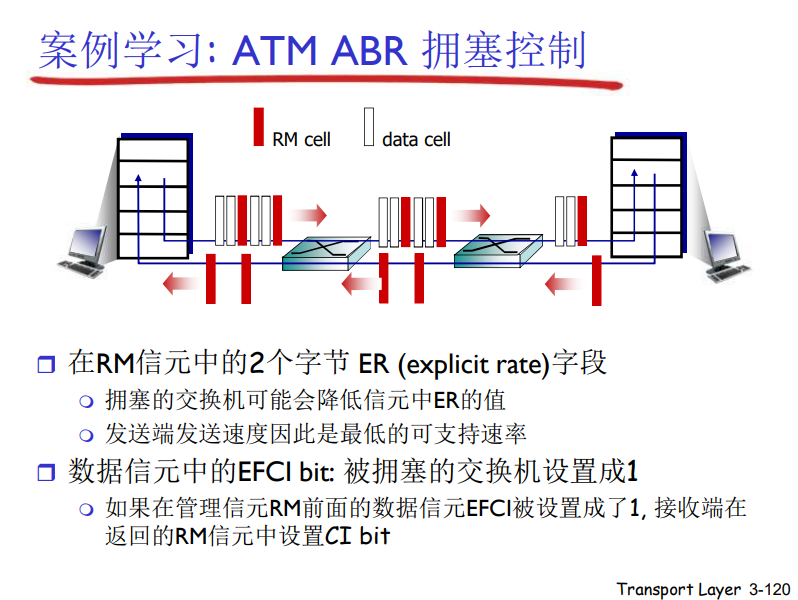 案例学习: ATM ABR 拥塞控制
RM cell
data cell
在RM信元中的2个字节 ER (explicit rate)字段
拥塞的交换机可能会降低信元中ER的值
发送端发送速度因此是最低的可支持速率
数据信元中的EFCI bit: 被拥塞的交换机设置成1
如果在管理信元RM前面的数据信元EFCI被设置成了1, 接收端在
返回的RM信元中设置CI bit
Transport Layer 3-120